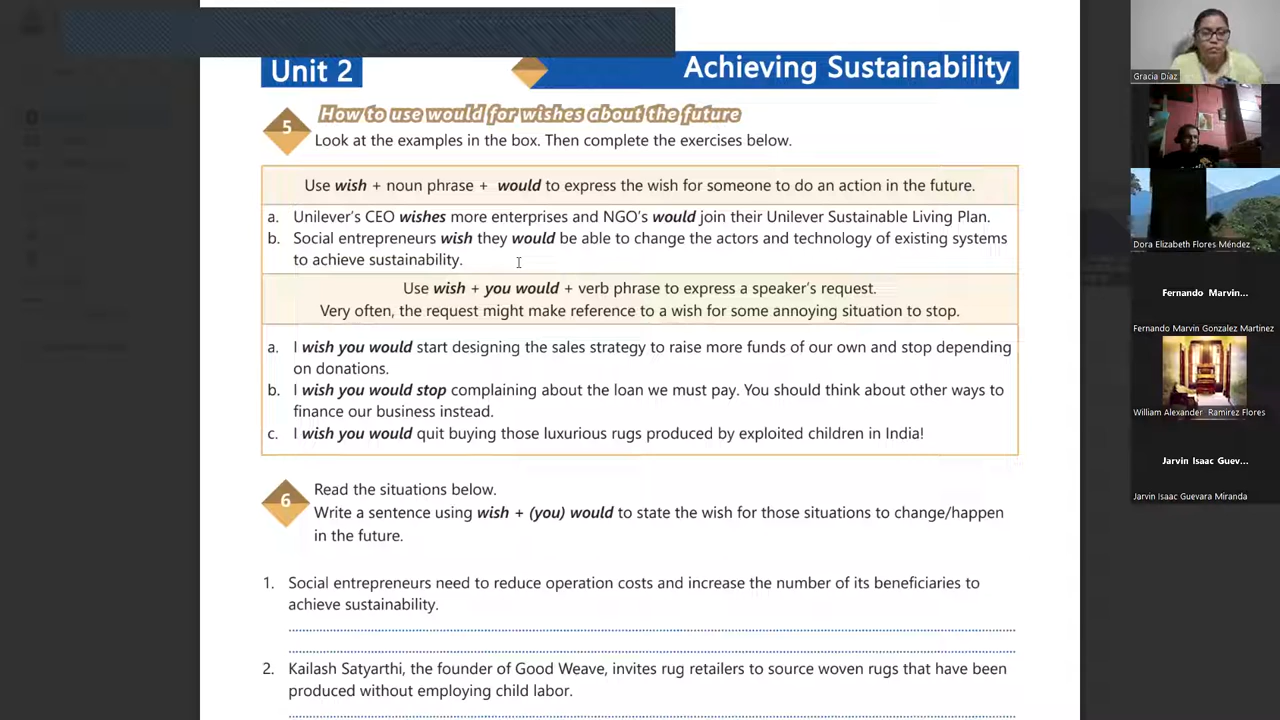 Unit 2
Achieving Sustainability
5
How to use would for wishes about the future
Look at the examples in the box. Then complete the exercises below.
Use wish + noun phrase + would to express the wish for someone to do an action in the future.
a. Unilever's CEO wishes more enterprises and NGO's would join their Unilever Sustainable Living Plan.
b. Social entrepreneurs wish they would be able to change the actors and technology of existing systems
to achieve sustainability.
Use wish + you would + verb phrase to express a speaker's request.
Very often, the request might make reference to a wish for some annoying situation to stop.
a. I wish you would start designing the sales strategy to raise more funds of our own and stop depending
on donations.
b. I wish you would stop complaining about the loan we must pay. You should think about other ways to
finance our business instead.
c. I wish you would quit buying those luxurious rugs produced by exploited children in India!
6
Read the situations below.
Write a sentence using wish + (you) would to state the wish for those situations to change/happen
in the future.
1. Social entrepreneurs need to reduce operation costs and increase the number of its beneficiaries to
achieve sustainability.
2. Kailash Satyarthi, the founder of Good Weave, invites rug retailers to source woven rugs that have been
produced without employing child labor.
Gracia Díaz
Dora Elizabeth Flores Méndez
Fernando Marvin...
Fernando Marvin Gonzalez Martinez
William Alexander Ramirez Flores
Jarvin Isaac Guev...
Jarvin Isaac Guevara Miranda